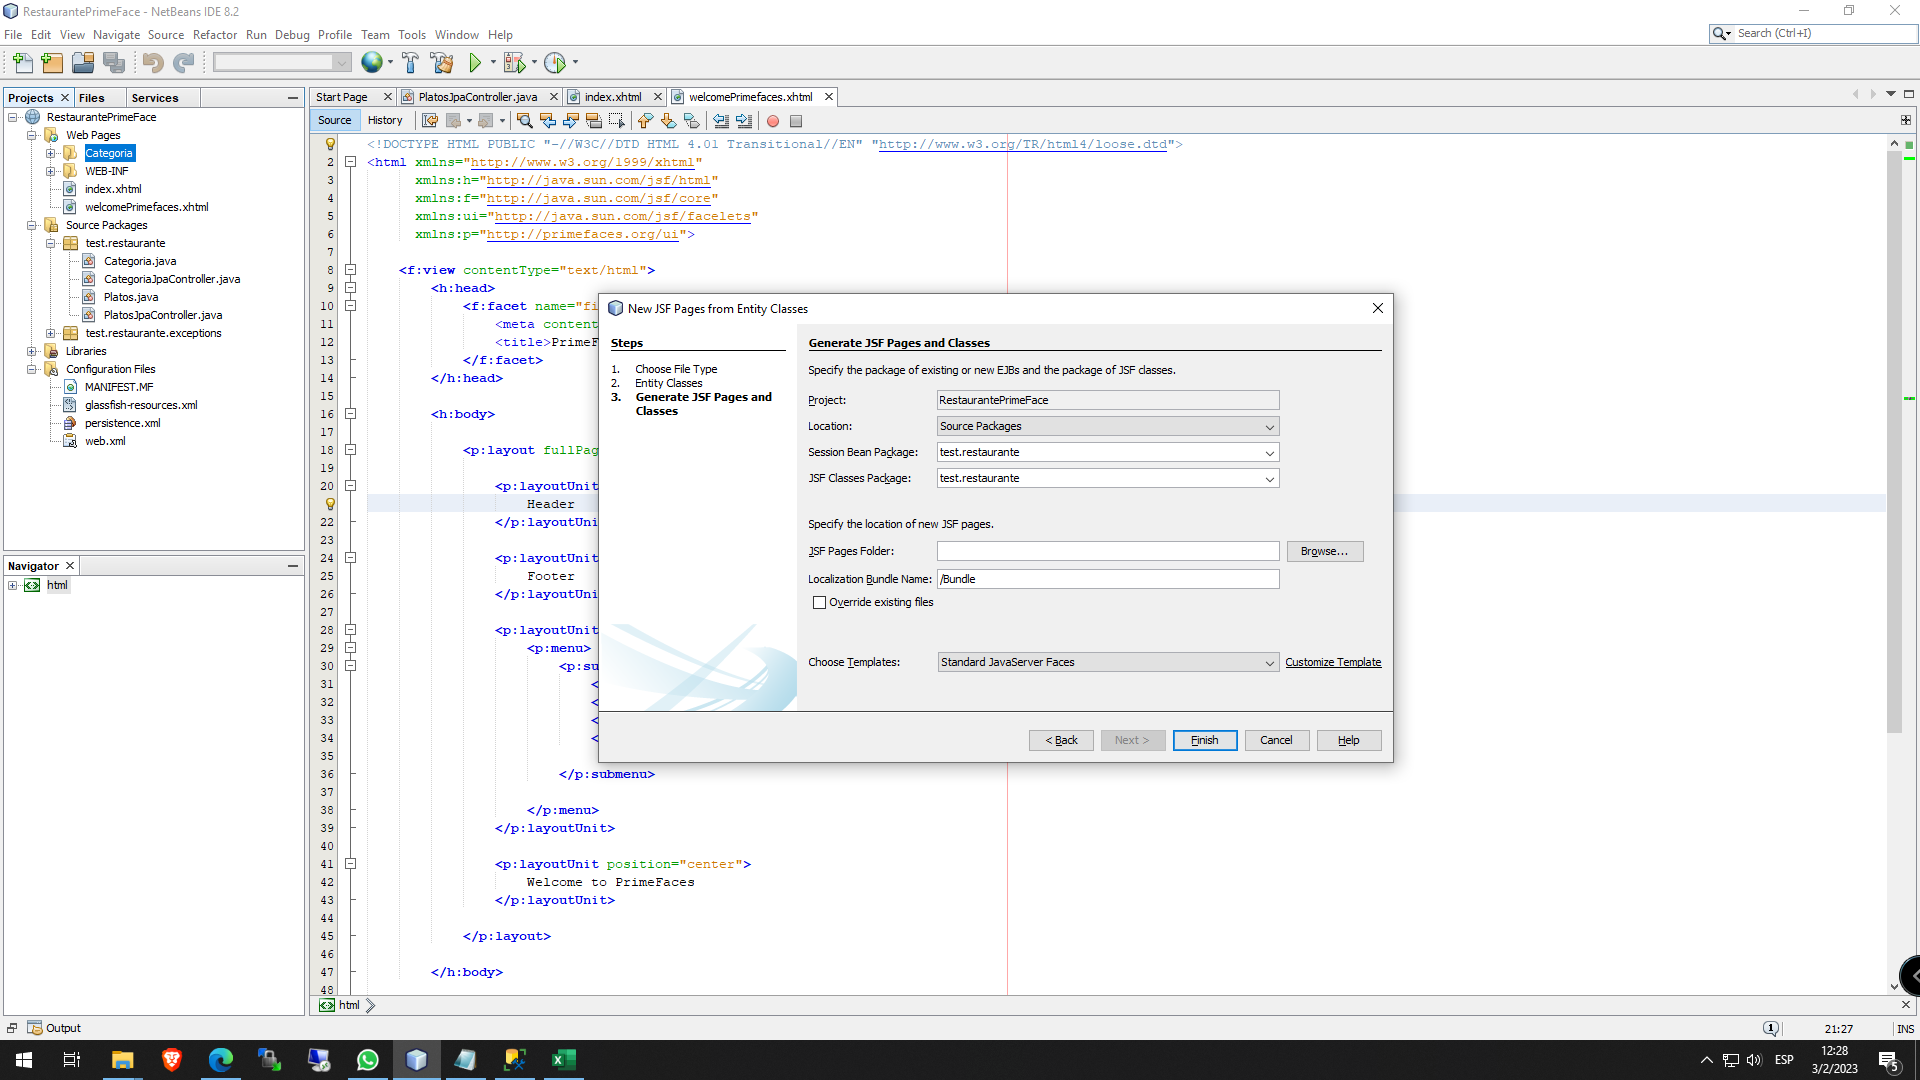 RestaurantePrimeFace - NetBeans IDE 8.2
File Edit View Navigate Source Refactor Run Debug Profile Team Tools Window Help
Search (Ctrl+I)
Projects Files Services
RestaurantePrimeFace
Web Pages
Categoria
WEB-INF
index.xhtml
welcomePrimefaces.xhtml
Source Packages
test.restaurante
Categoria.java
CategoriaJpaController.java
Platos.java
PlatosJpaController.java
test.restaurante.exceptions
Libraries
Configuration Files
MANIFEST.MF
glassfish-resources.xml
persistence.xml
web.xml
Navigator
html
Start Page PlatosJpaController.java index.xhtml welcomePrimefaces.xhtml
Source History
<!DOCTYPE HTML PUBLIC "-//W3C//DTD HTML 4.01 Transitional//EN" "http://www.w3.org/TR/html4/loose.dtd">
2 <html xmlns="http://www.w3.org/1999/xhtml"
3 xmlns:h="http://java.sun.com/jsf/html"
4 xmlns:f="http://java.sun.com/jsf/core"
5 xmlns:ui="http://java.sun.com/jsf/facelets"
6 xmlns:p="http://primefaces.org/ui">
7
8 <f:view contentType="text/html">
9 <h:head>
10 <f:facet name="fi
11 <meta content
12 <title>PrimeF
13 </f:facet>
14 </h:head>
15
16 <h:body>
17
18 <p:layout fullPag
19
20 <p:layoutUnit
Header
22 </p:layoutUni
23
24 <p:layoutUnit
25 Footer
26 </p:layoutUni
27
28 <p:layoutUnit
29 <p:menu>
30 <p:su
31 <
32 <
33 <
34 <
35
36 </p:submenu>
37
38 </p:menu>
39 </p:layoutUnit>
40
41 <p:layoutUnit position="center">
42 Welcome to PrimeFaces
43 </p:layoutUnit>
44
45 </p:layout>
46
47 </h:body>
48
html
New JSF Pages from Entity Classes
Steps
1. Choose File Type
2. Entity Classes
3. Generate JSF Pages and
Classes
Generate JSF Pages and Classes
Specify the package of existing or new EJBs and the package of JSF classes.
Project: RestaurantePrimeFace
Location: Source Packages
Session Bean Package: test.restaurante
JSF Classes Package: test.restaurante
Specify the location of new JSF pages.
JSF Pages Folder: Browse...
Localization Bundle Name: /Bundle
Override existing files
Choose Templates: Standard JavaServer Faces Customize Template
< Back Next > Finish Cancel Help
Output
1 21:27 INS
ESP
12:28
3/2/2023
5